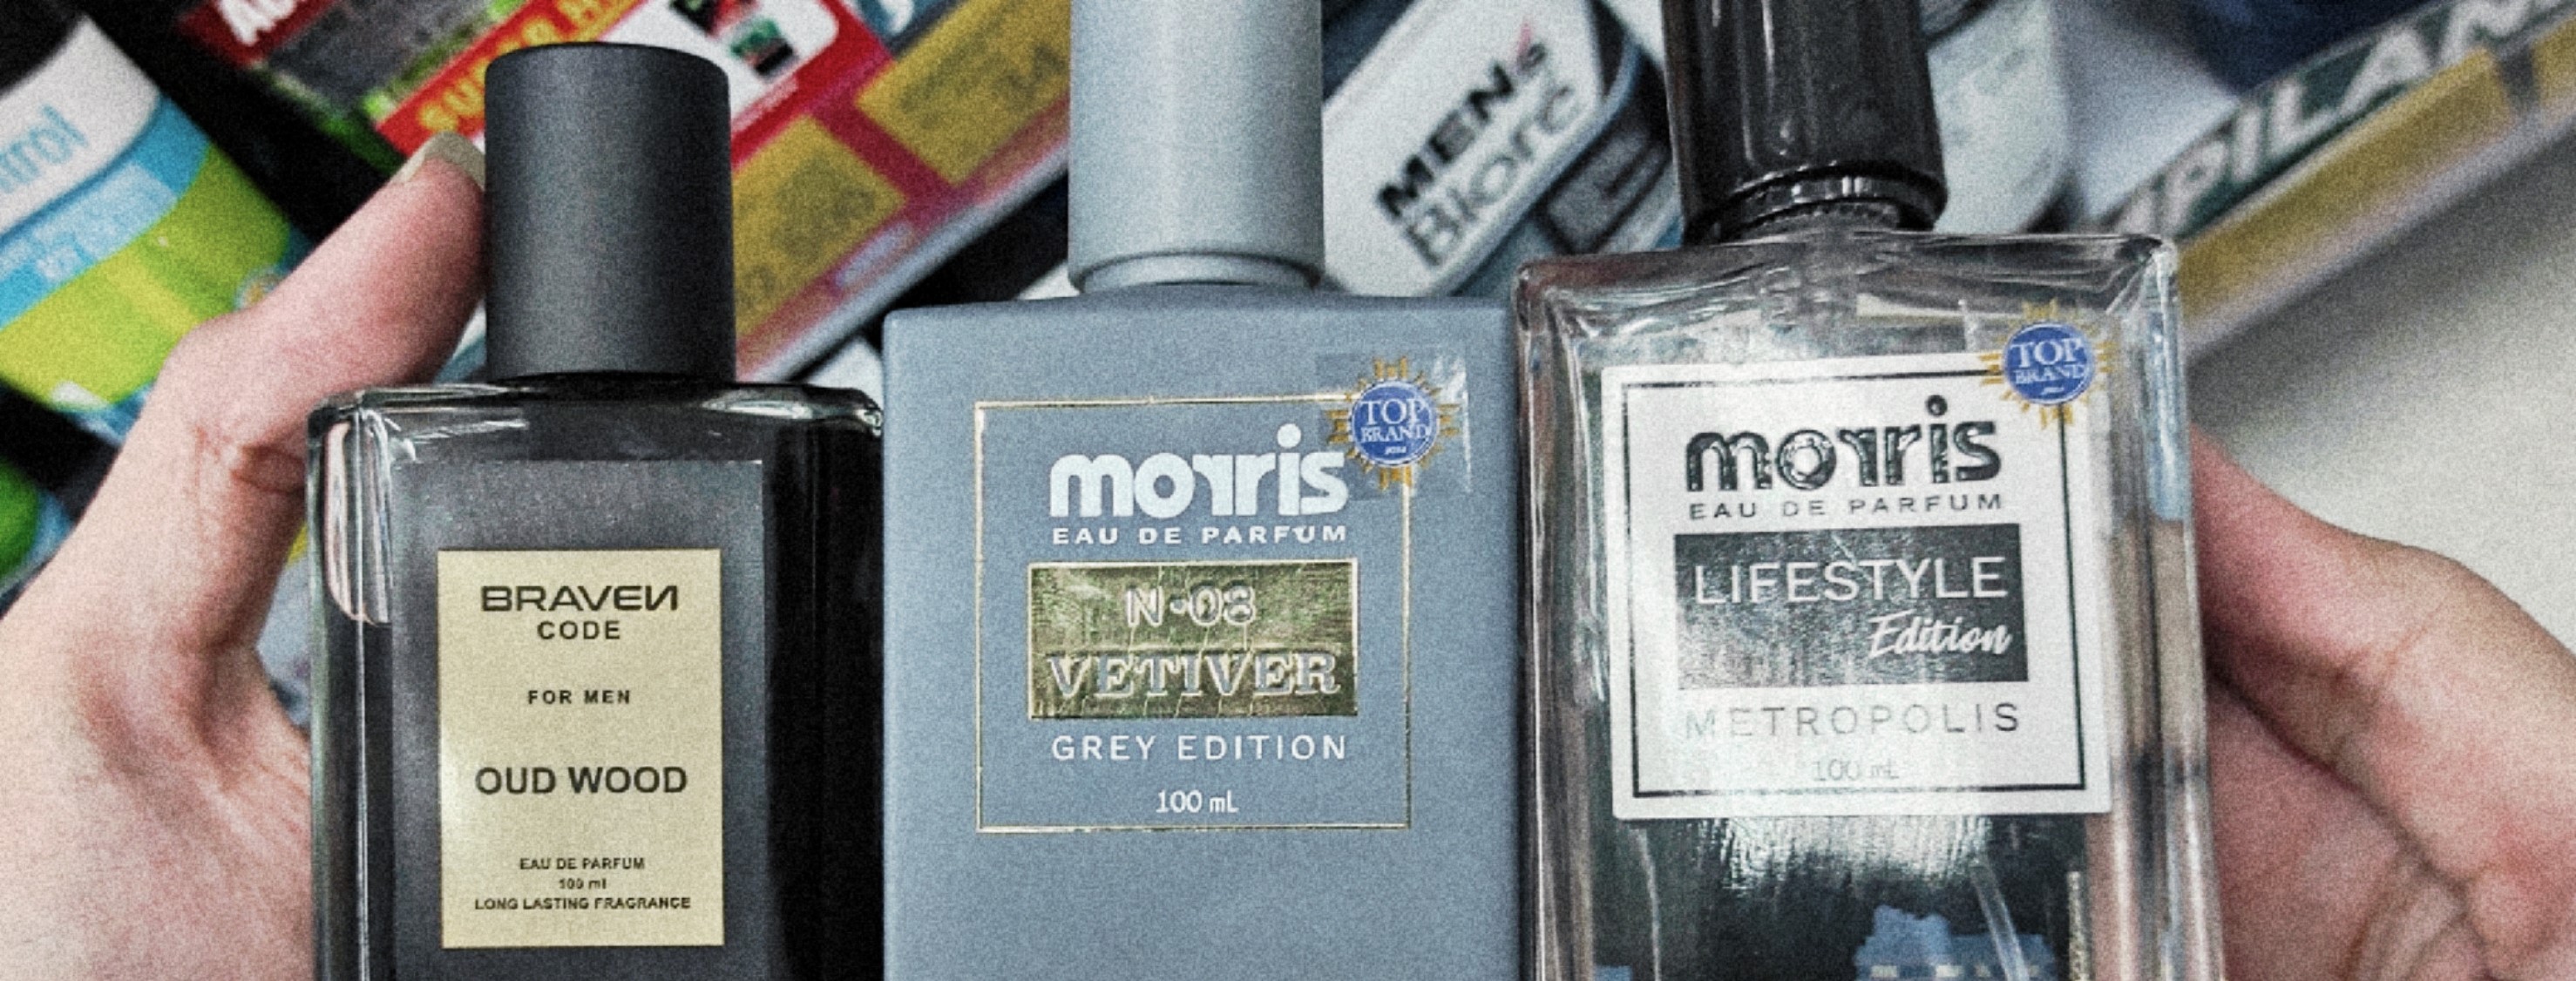 BRAVEN
CODE
FOR MEN
OUD WOOD
EAU DE PARFUM
100 ml
LONG LASTING FRAGRANCE
morris
EAU DE PARFUM
N·08
VETIVER
GREY EDITION
100 mL
TOP
BRAND
morris
EAU DE PARFUM
LIFESTYLE
Edition
METROPOLIS
100 mL
TOP
BRAND
MEN's
Biore